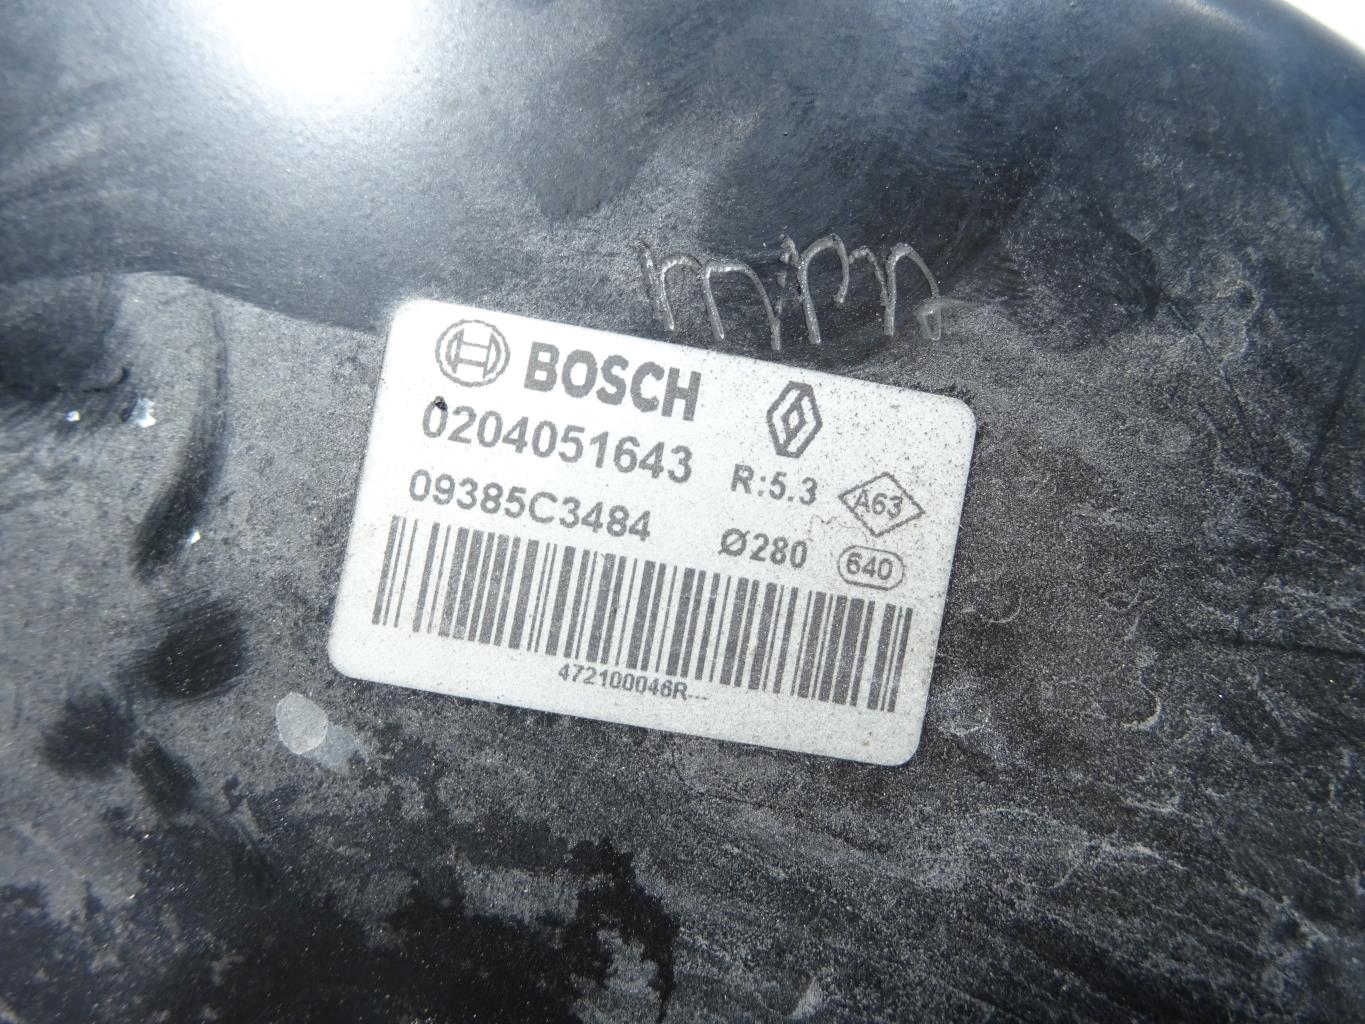 BOSCH
0204051643
R:5.3
A63
09385C3484
Ø280
640
472100046R---